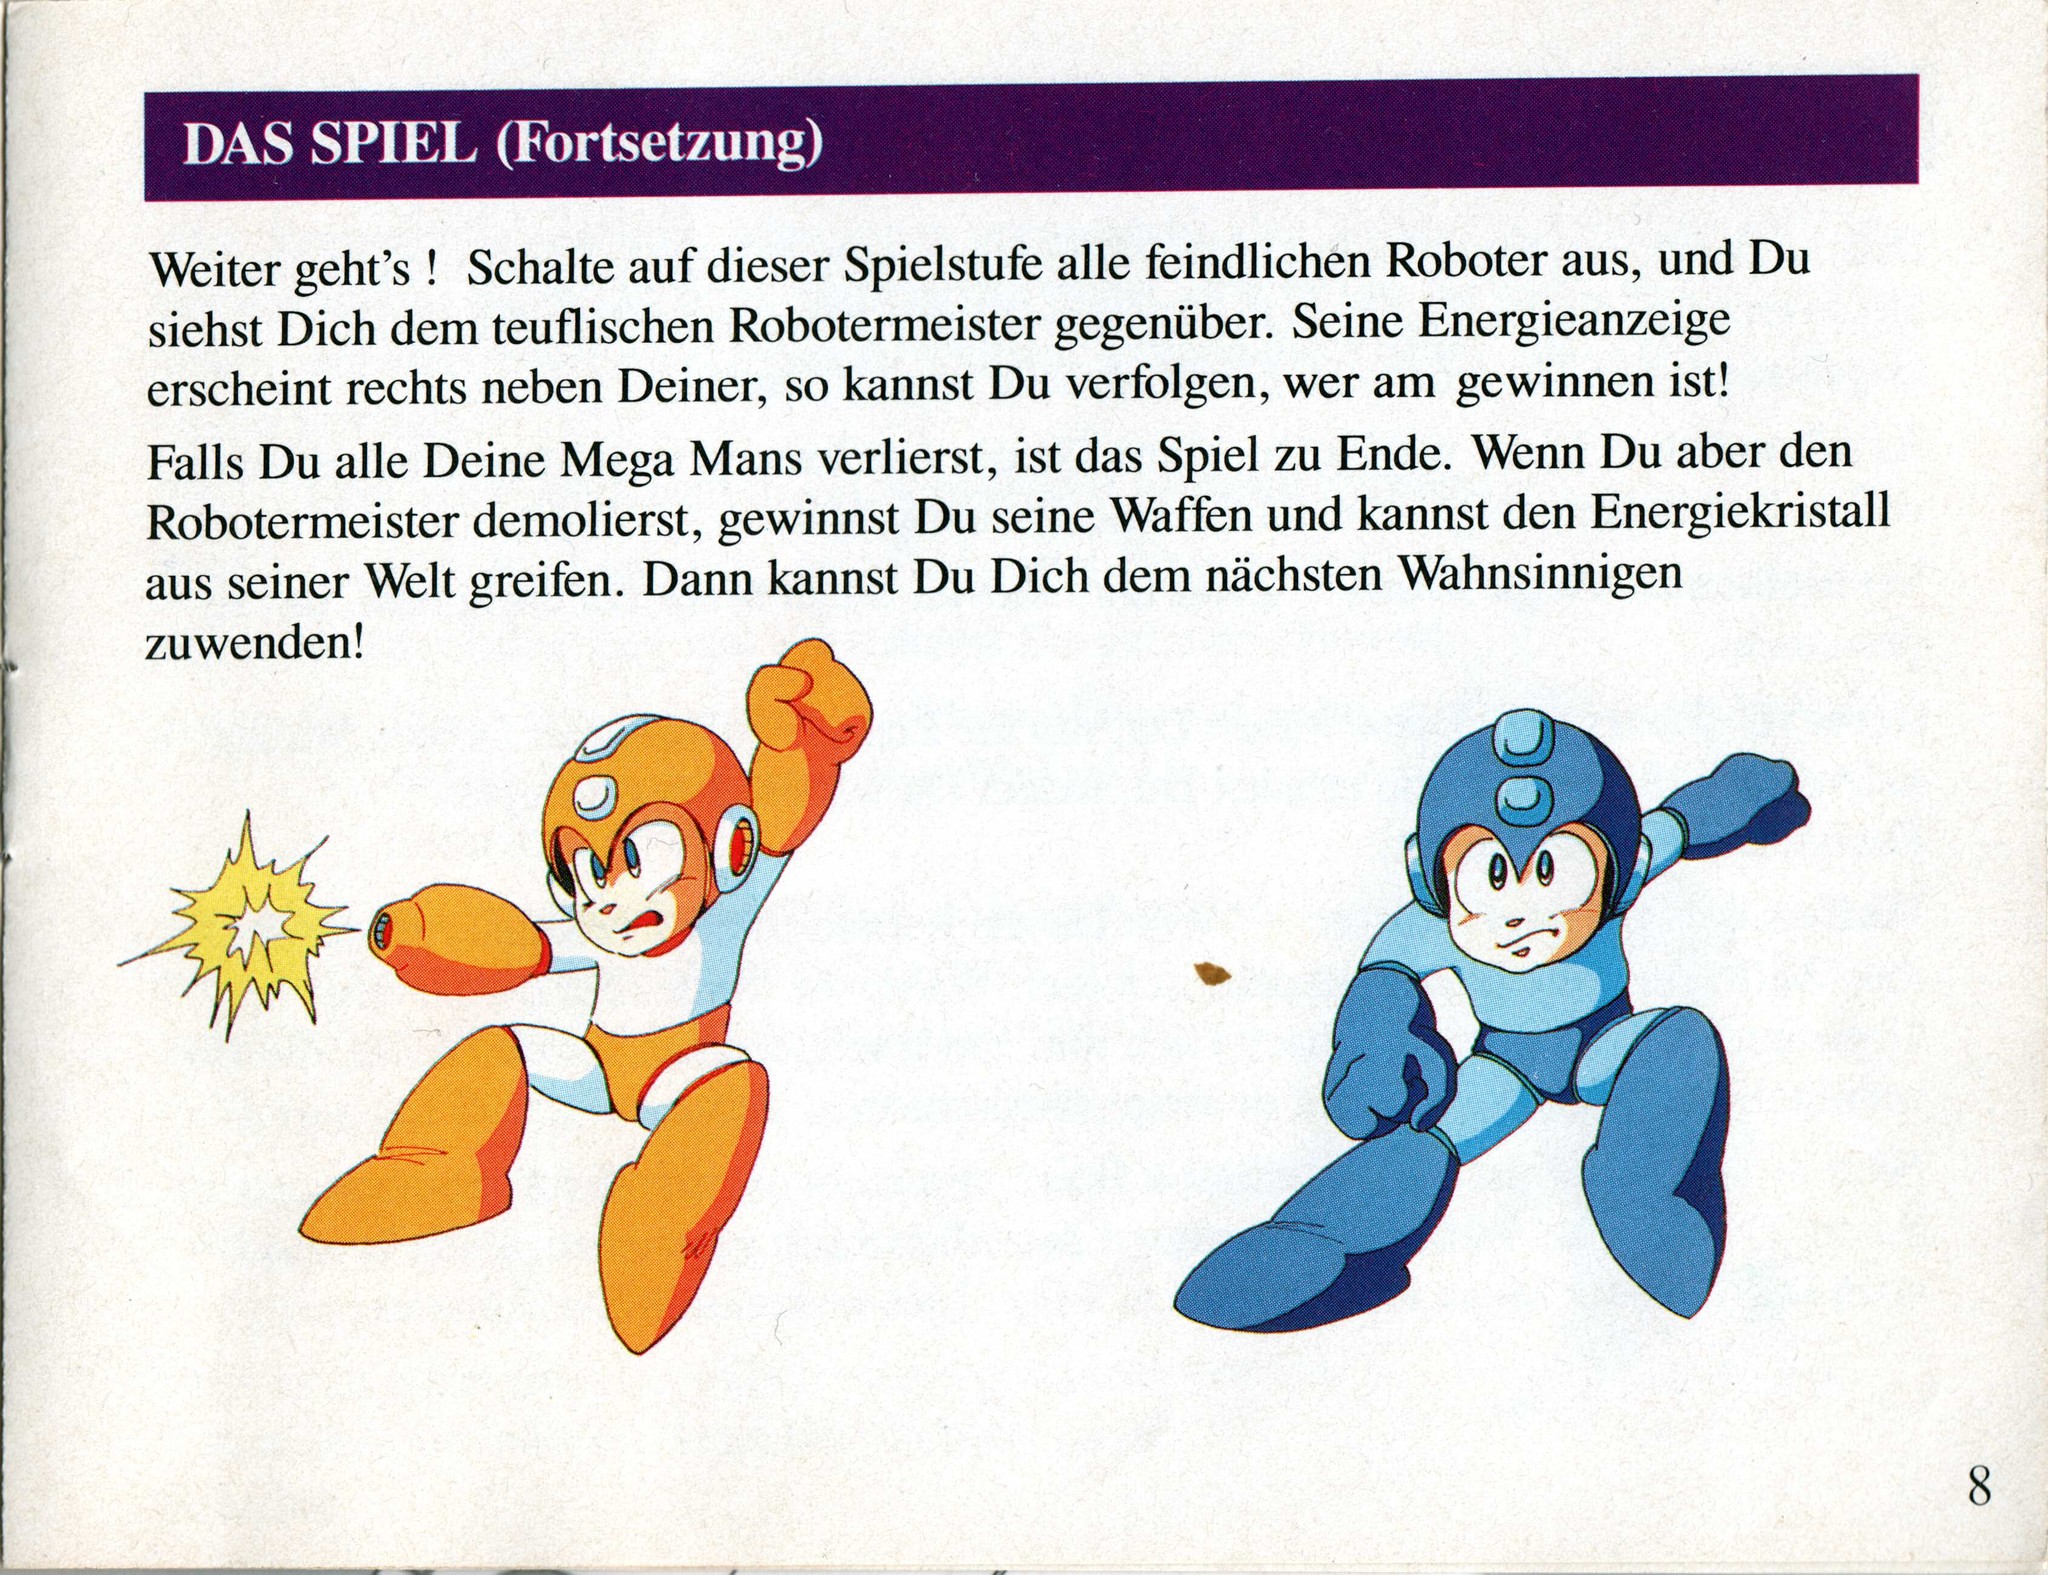 DAS SPIEL (Fortsetzung)
Weiter geht's ! Schalte auf dieser Spielstufe alle feindlichen Roboter aus, und Du
siehst Dich dem teuflischen Robotermeister gegenüber. Seine Energieanzeige
erscheint rechts neben Deiner, so kannst Du verfolgen, wer am gewinnen ist!
Falls Du alle Deine Mega Mans verlierst, ist das Spiel zu Ende. Wenn Du aber den
Robotermeister demolierst, gewinnst Du seine Waffen und kannst den Energiekristall
aus seiner Welt greifen. Dann kannst Du Dich dem nächsten Wahnsinnigen
zuwenden!
8